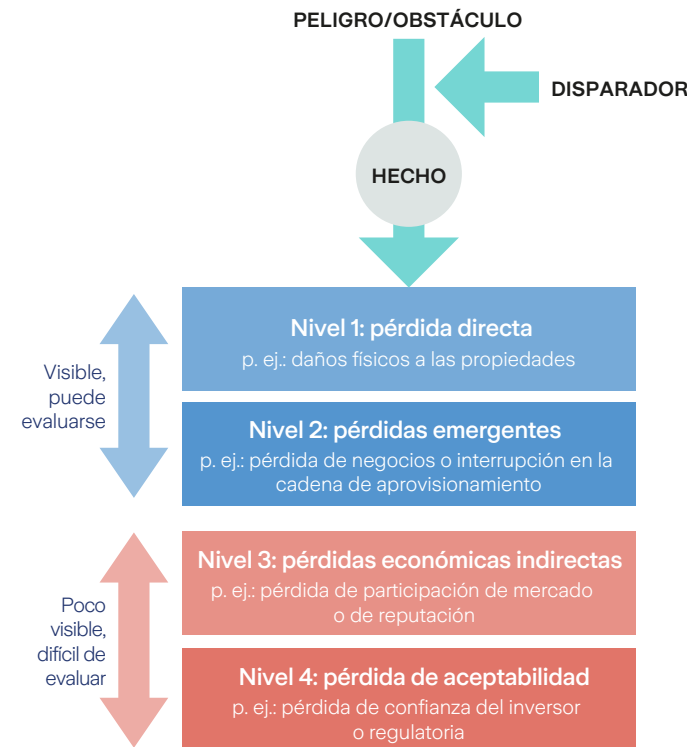 PELIGRO/OBSTÁCULO
DISPARADOR
HECHO
Nivel 1: pérdida directa
p. ej.: daños físicos a las propiedades
Visible,
puede
evaluarse
Nivel 2: pérdidas emergentes
p. ej.: pérdida de negocios o interrupción en la
cadena de aprovisionamiento
Nivel 3: pérdidas económicas indirectas
p. ej.: pérdida de participación de mercado
o de reputación
Poco
visible,
difícil de
evaluar
Nivel 4: pérdida de aceptabilidad
p. ej.: pérdida de confianza del inversor
o regulatoria